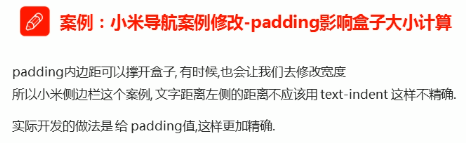 案例：小米导航案例修改-padding影响盒子大小计算
padding内边距可以撑开盒子, 有时候,也会让我们去修改宽度
所以小米侧边栏这个案例, 文字距离左侧的距离不应该用 text-indent 这样不精确.
实际开发的做法是 给 padding值,这样更加精确.